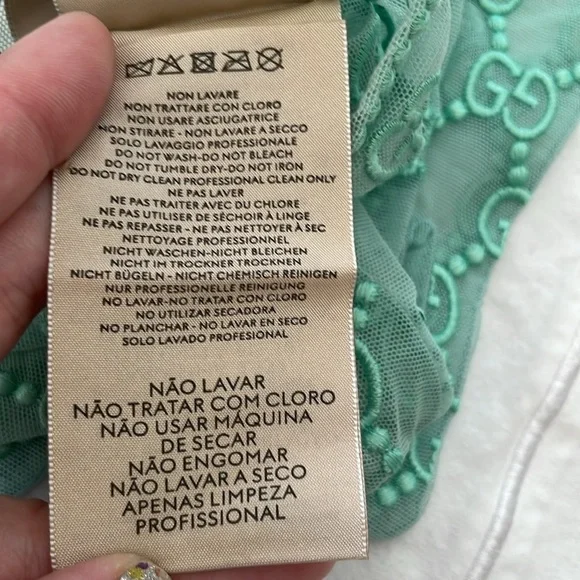 NON LAVARE
NON TRATTARE CON CLORO
NON USARE ASCIUGATRICE
NON STIRARE - NON LAVARE A SECCO
SOLO LAVAGGIO PROFESSIONALE
DO NOT WASH-DO NOT BLEACH
DO NOT TUMBLE DRY-DO NOT IRON
DO NOT DRY CLEAN PROFESSIONAL CLEAN ONLY
NE PAS LAVER
NE PAS TRAITER AVEC DU CHLORE
NE PAS UTILISER DE SÉCHOIR À LINGE
NE PAS REPASSER - NE PAS NETTOYER À SEC
NETTOYAGE PROFESSIONNEL
NICHT WASCHEN-NICHT BLEICHEN
NICHT IM TROCKNER TROCKNEN
NICHT BÜGELN - NICHT CHEMISCH REINIGEN
NUR PROFESSIONELLE REINIGUNG
NO LAVAR-NO TRATAR CON CLORO
NO UTILIZAR SECADORA
NO PLANCHAR - NO LAVAR EN SECO
SOLO LAVADO PROFESIONAL
NÃO LAVAR
NÃO TRATAR COM CLORO
NÃO USAR MÁQUINA
DE SECAR
NÃO ENGOMAR
NÃO LAVAR A SECO
APENAS LIMPEZA
PROFISSIONAL